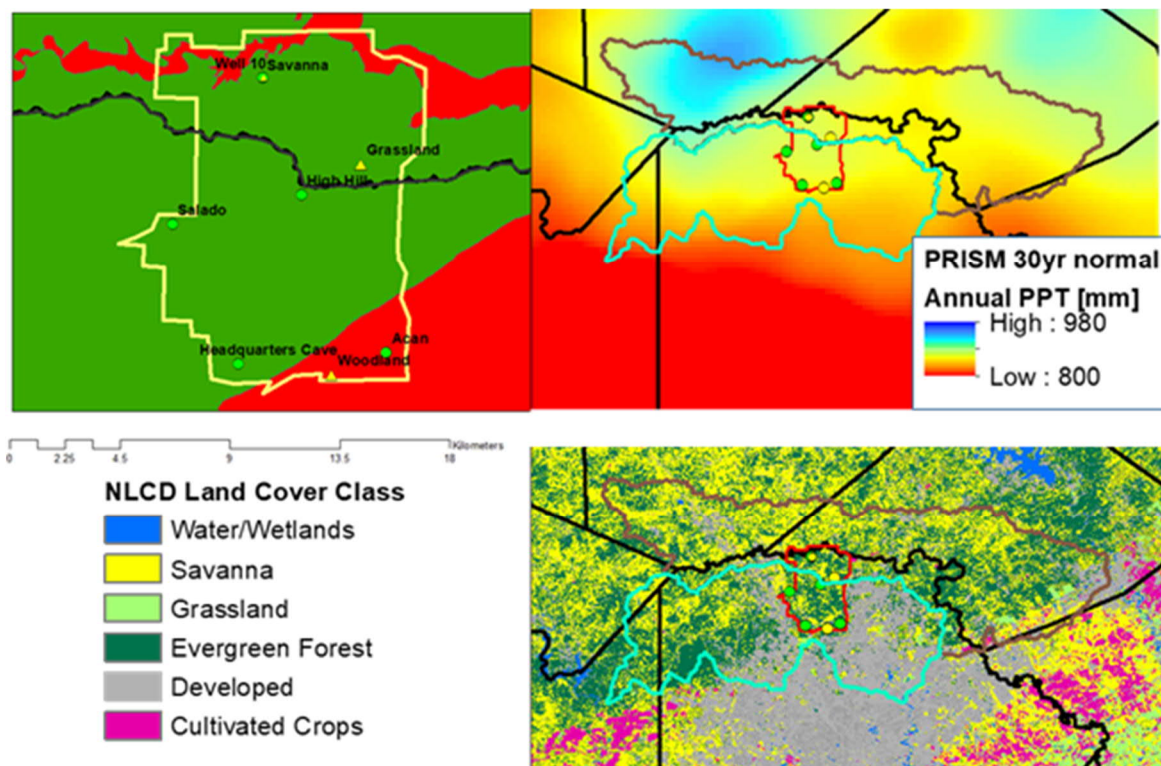 Well 10 Savanna
Grassland
High Hill
Salado
Headquarters Cave
Acan
Woodland
PRISM 30yr normal
Annual PPT [mm]
High : 980
Low : 800
Kilometers
0 2.25 4.5 9 13.5 18
NLCD Land Cover Class
Water/Wetlands
Savanna
Grassland
Evergreen Forest
Developed
Cultivated Crops